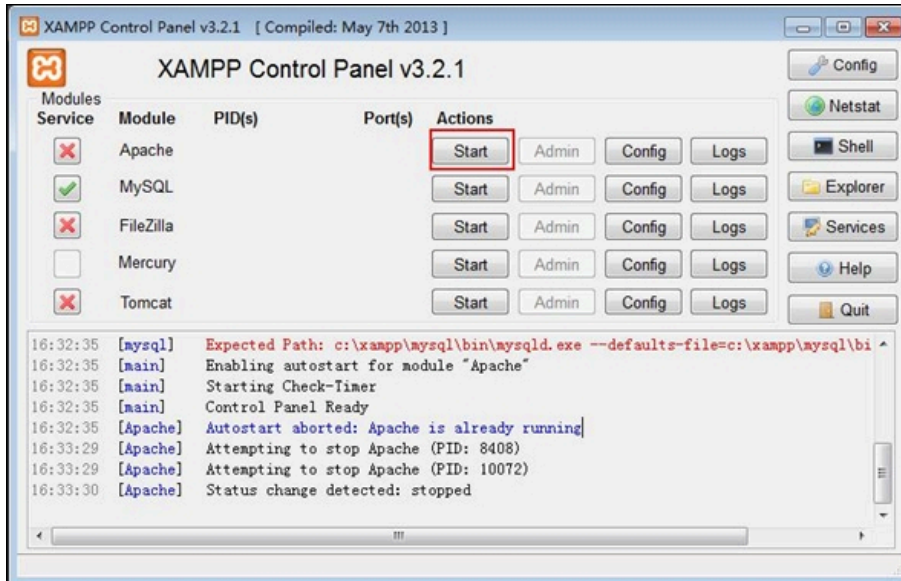 XAMPP Control Panel v3.2.1 [ Compiled: May 7th 2013 ]
XAMPP Control Panel v3.2.1
Config
Modules
Netstat
Service Module PID(s) Port(s) Actions
Apache Start Admin Config Logs
Shell
MySQL Start Admin Config Logs
Explorer
FileZilla Start Admin Config Logs
Services
Mercury Start Admin Config Logs
Help
Tomcat Start Admin Config Logs
Quit
16:32:35 [mysql] Expected Path: c:\xampp\mysql\bin\mysqld.exe --defaults-file=c:\xampp\mysql\bi
16:32:35 [main] Enabling autostart for module "Apache"
16:32:35 [main] Starting Check-Timer
16:32:35 [main] Control Panel Ready
16:32:35 [Apache] Autostart aborted: Apache is already running
16:33:29 [Apache] Attempting to stop Apache (PID: 8408)
16:33:29 [Apache] Attempting to stop Apache (PID: 10072)
16:33:30 [Apache] Status change detected: stopped